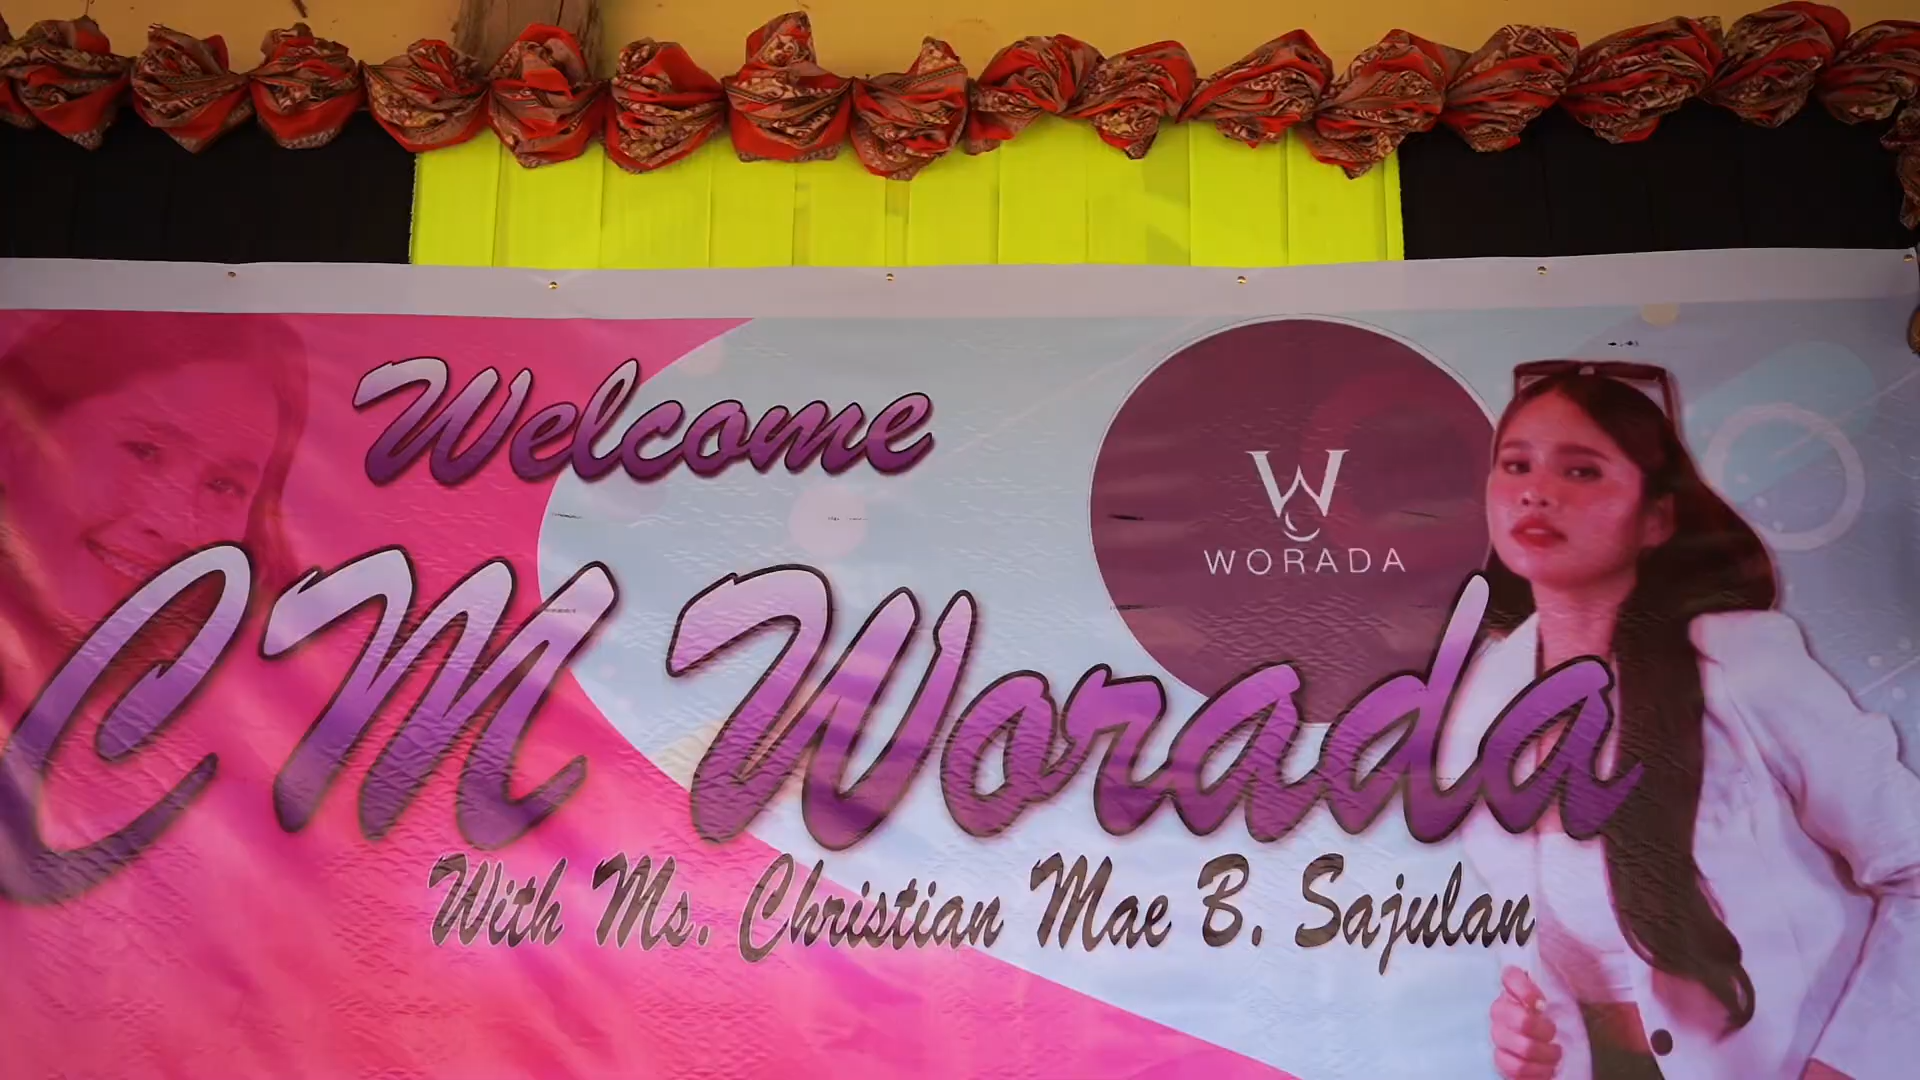 Welcome
W
WORADA
CM Worada
With Ms. Christian Mae B. Sajulan